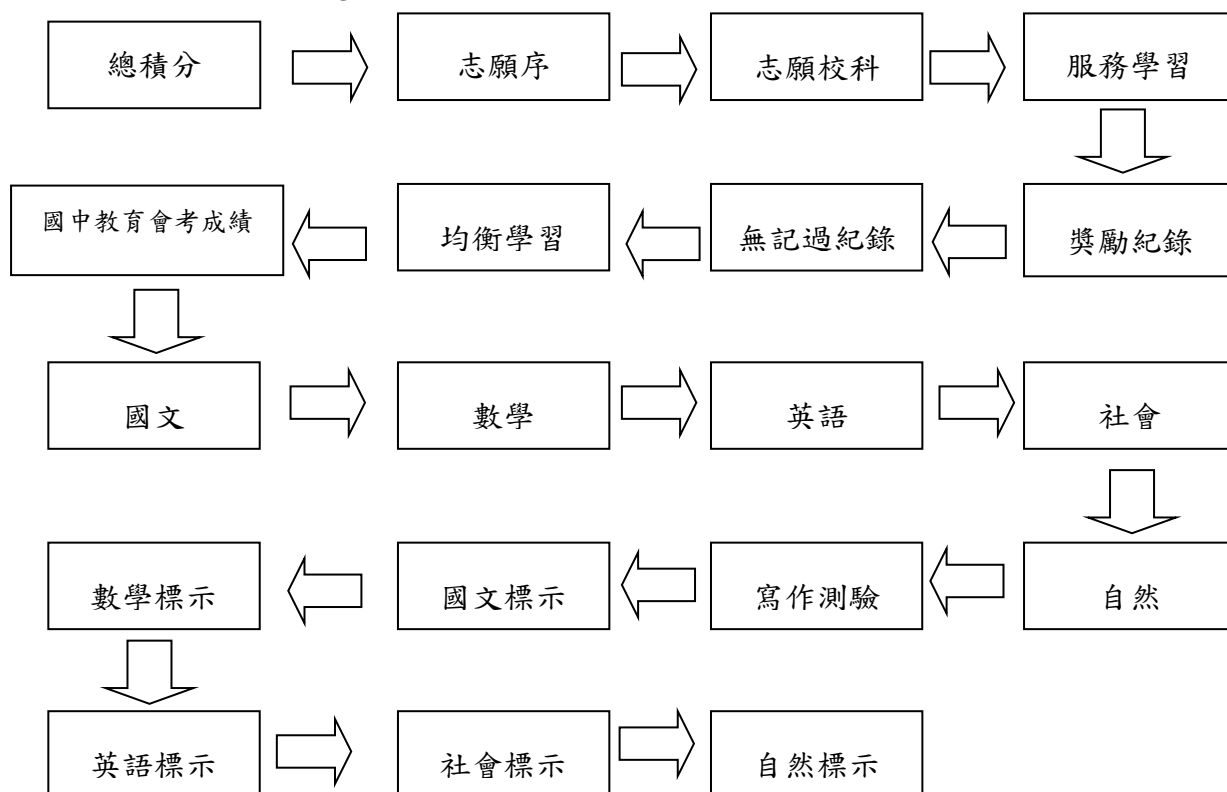 總積分
志願序
志願校科
服務學習
獎勵紀錄
無記過紀錄
均衡學習
國中教育會考成績
國文
數學
英語
社會
自然
寫作測驗
國文標示
數學標示
英語標示
社會標示
自然標示